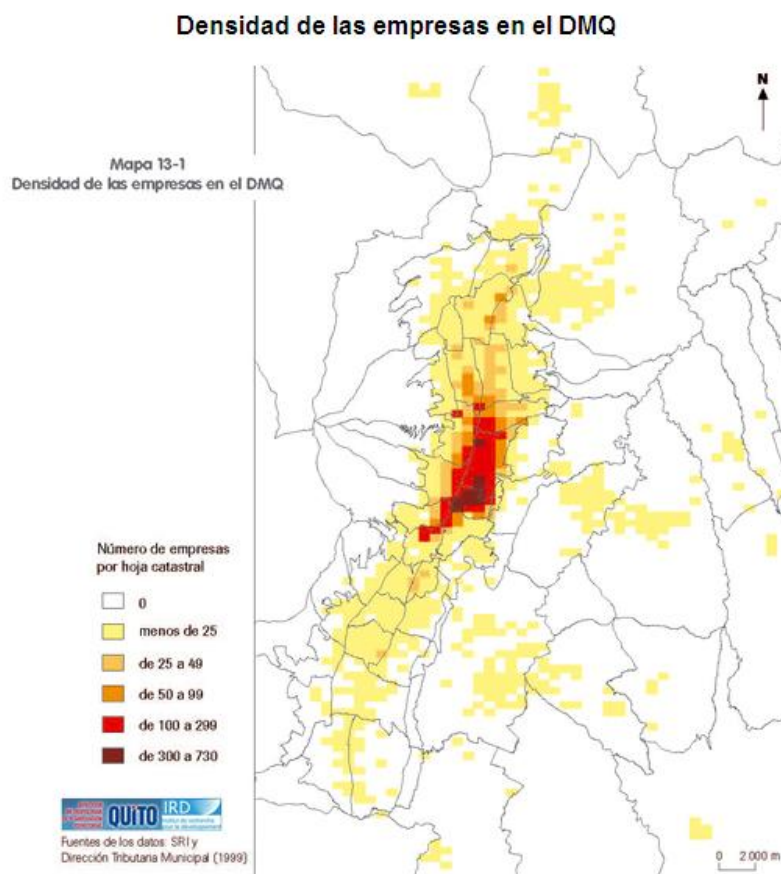 Densidad de las empresas en el DMQ
N
Mapa 13-1
Densidad de las empresas en el DMQ
Número de empresas
por hoja catastral
0
menos de 25
de 25 a 49
de 50 a 99
de 100 a 299
de 300 a 730
QUITO
IRD
Fuentes de los datos: SRI y
Dirección Tributaria Municipal (1999)
0 2 000 m